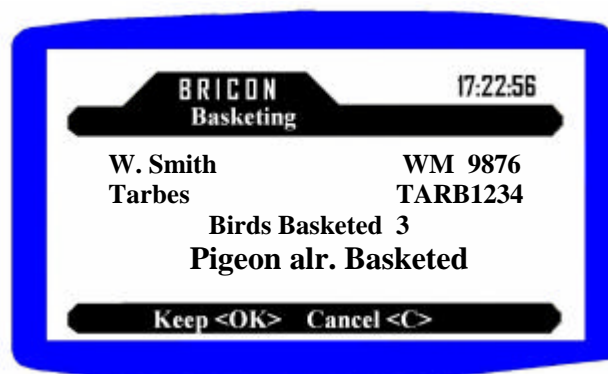 BRICON 17:22:56
Basketing
W. Smith WM 9876
Tarbes TARB1234
Birds Basketed 3
Pigeon alr. Basketed
Keep <OK> Cancel <C>